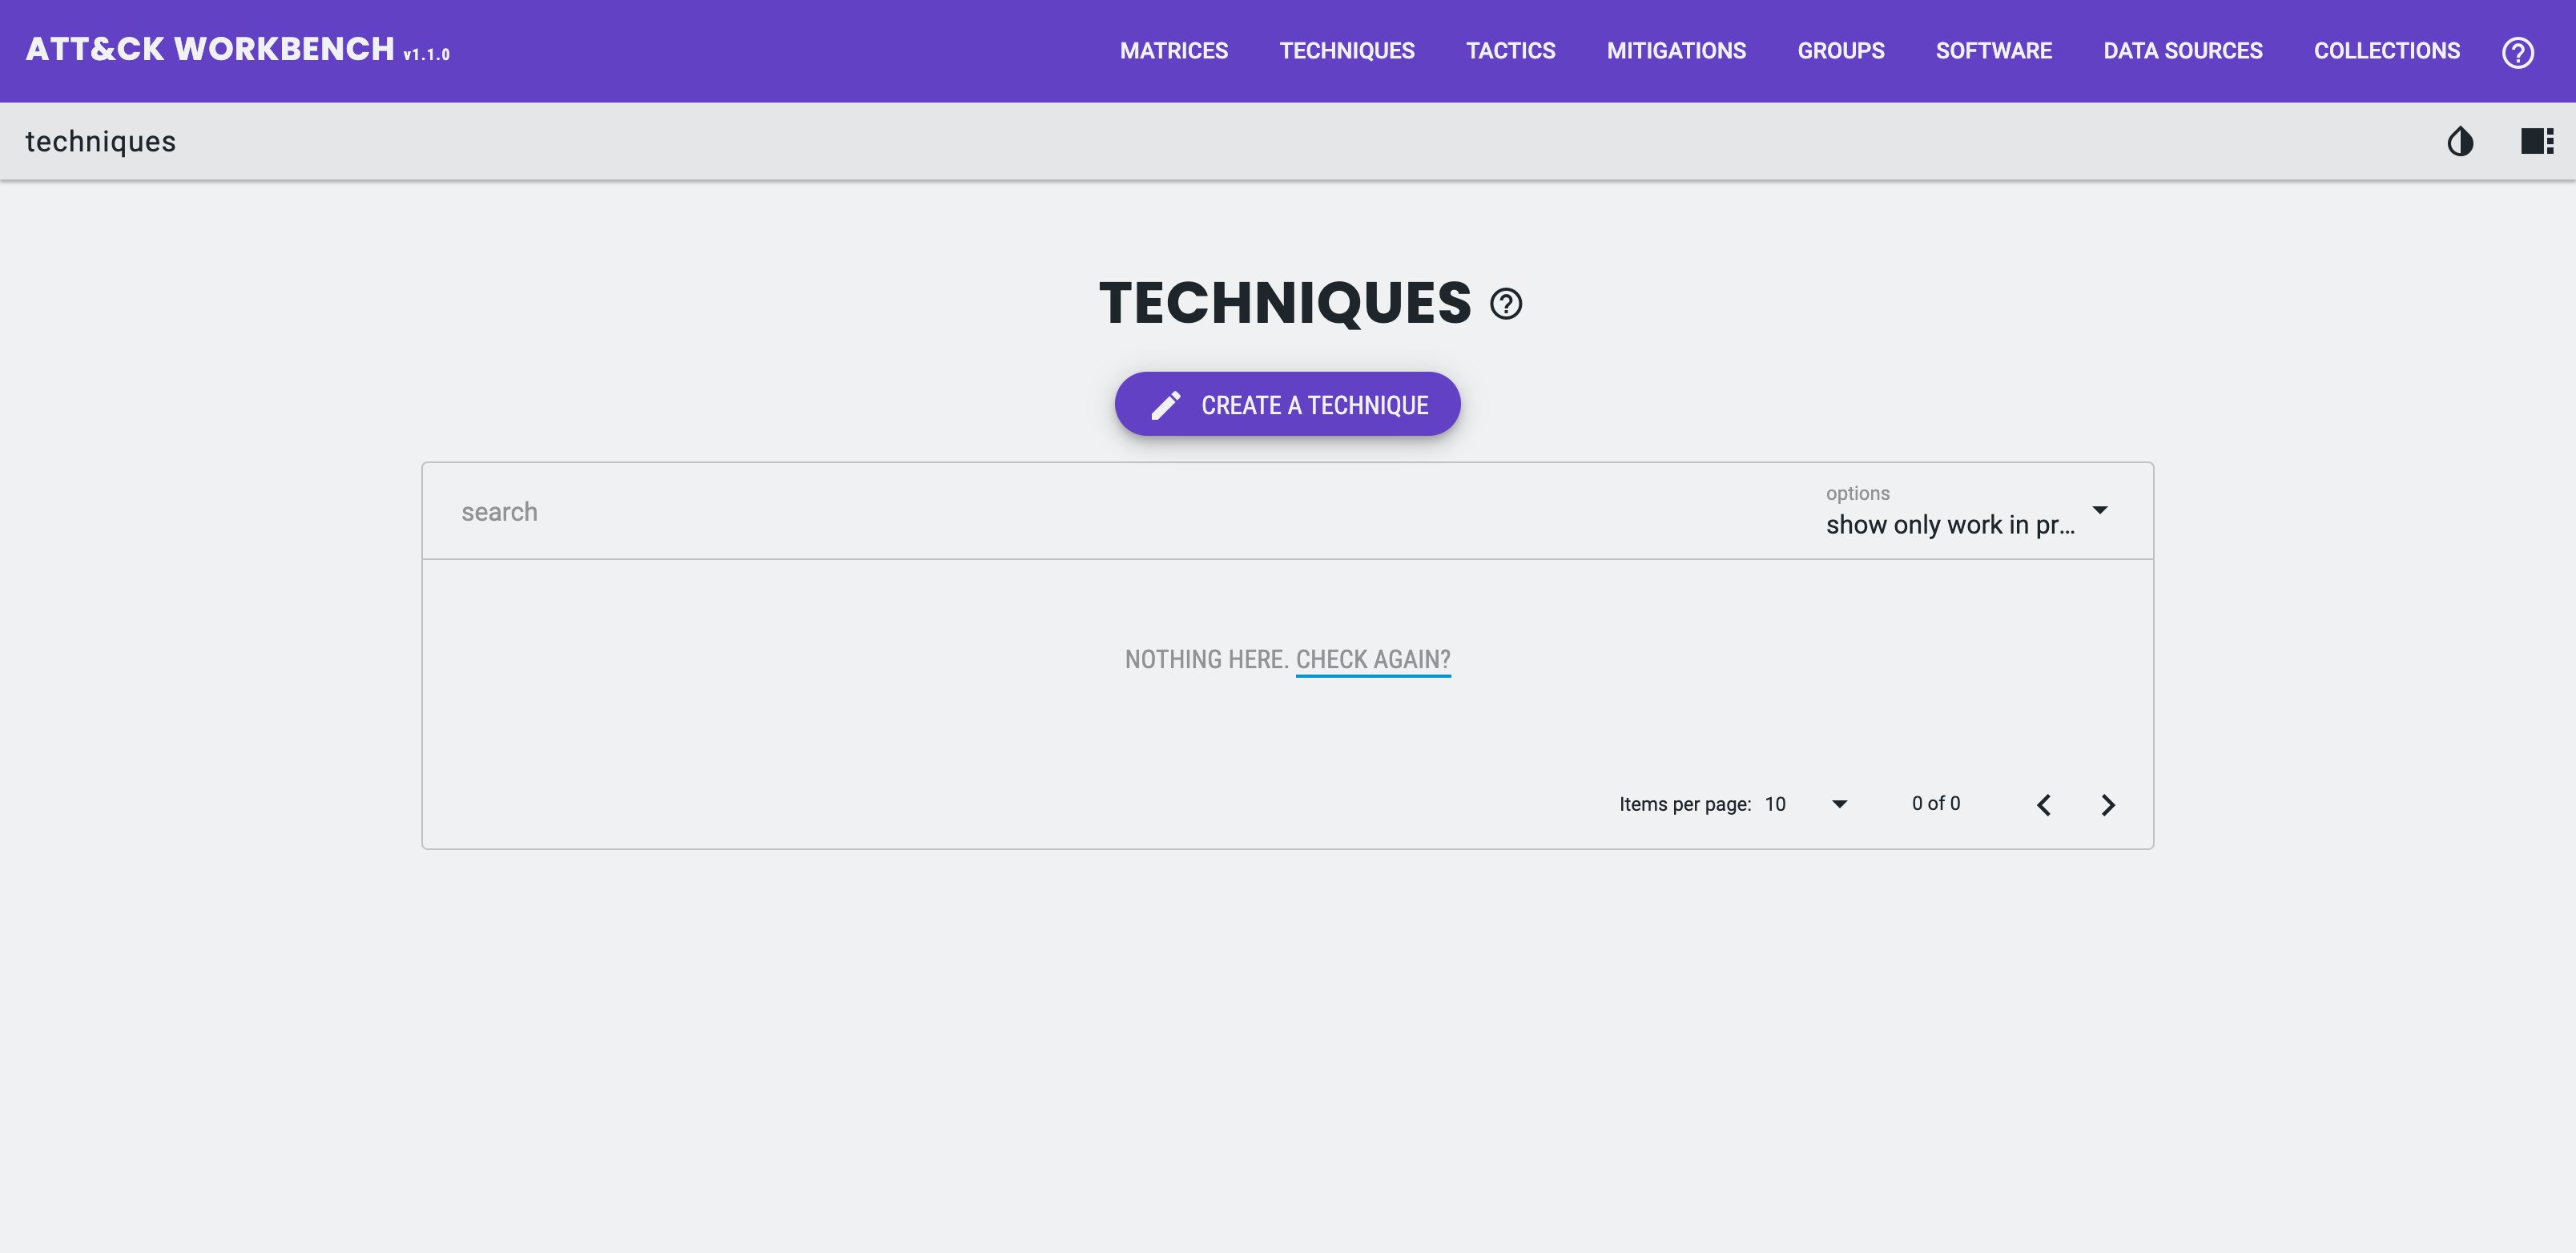 ATT&CK WORKBENCH v1.1.0
MATRICES TECHNIQUES TACTICS MITIGATIONS GROUPS SOFTWARE DATA SOURCES COLLECTIONS
techniques
TECHNIQUES
CREATE A TECHNIQUE
search
options
show only work in pr...
NOTHING HERE. CHECK AGAIN?
Items per page: 10
0 of 0